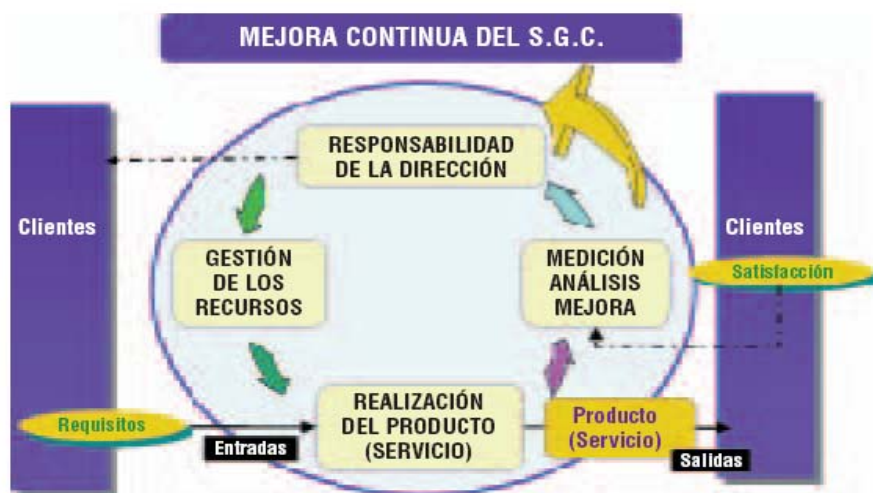 MEJORA CONTINUA DEL S.G.C.
RESPONSABILIDAD
DE LA DIRECCIÓN
Clientes
Clientes
GESTIÓN
DE LOS
RECURSOS
MEDICIÓN
ANÁLISIS
MEJORA
Satisfacción
Requisitos
Entradas
REALIZACIÓN
DEL PRODUCTO
(SERVICIO)
Producto
(Servicio)
Salidas